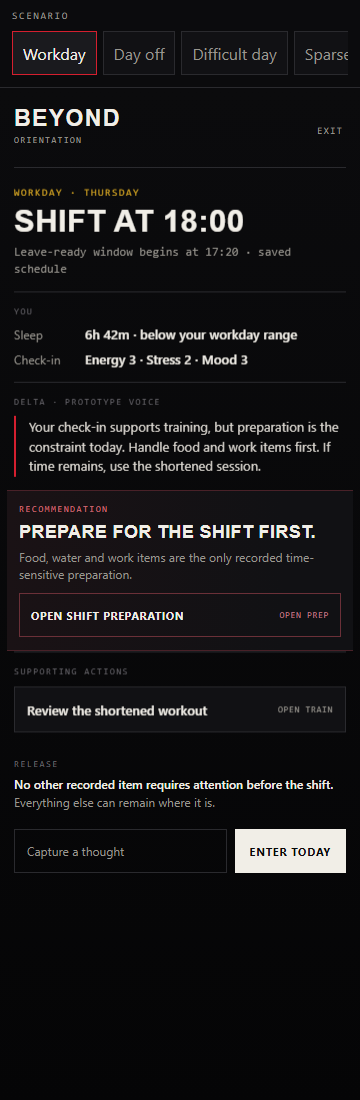 SCENARIO
Workday
Day off
Difficult day
Sparse
BEYOND
ORIENTATION
EXIT
WORKDAY · THURSDAY
SHIFT AT 18:00
Leave-ready window begins at 17:20 · saved
schedule
YOU
Sleep 6h 42m · below your workday range
Check-in Energy 3 · Stress 2 · Mood 3
DELTA · PROTOTYPE VOICE
Your check-in supports training, but preparation is the
constraint today. Handle food and work items first. If
time remains, use the shortened session.
RECOMMENDATION
PREPARE FOR THE SHIFT FIRST.
Food, water and work items are the only recorded time-
sensitive preparation.
OPEN SHIFT PREPARATION OPEN PREP
SUPPORTING ACTIONS
Review the shortened workout OPEN TRAIN
RELEASE
No other recorded item requires attention before the shift.
Everything else can remain where it is.
Capture a thought
ENTER TODAY